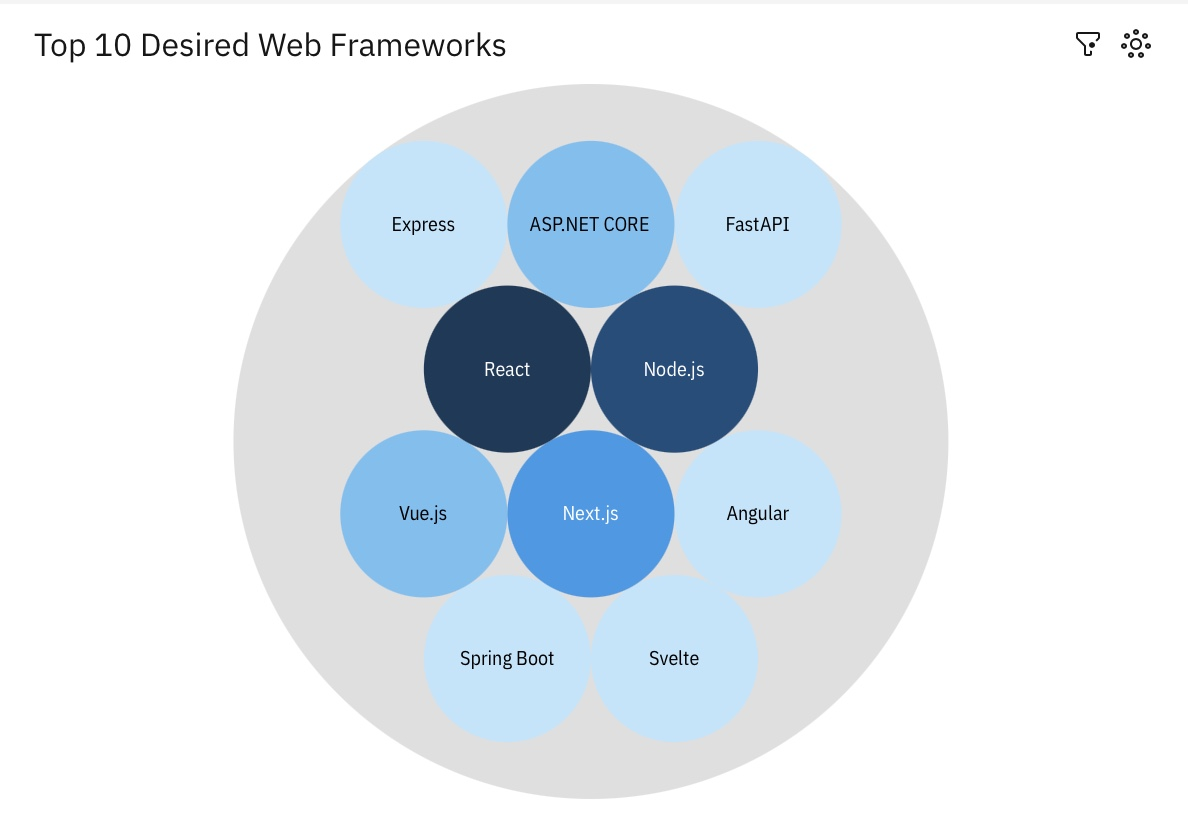 Top 10 Desired Web Frameworks
Express
ASP.NET CORE
FastAPI
React
Node.js
Vue.js
Next.js
Angular
Spring Boot
Svelte